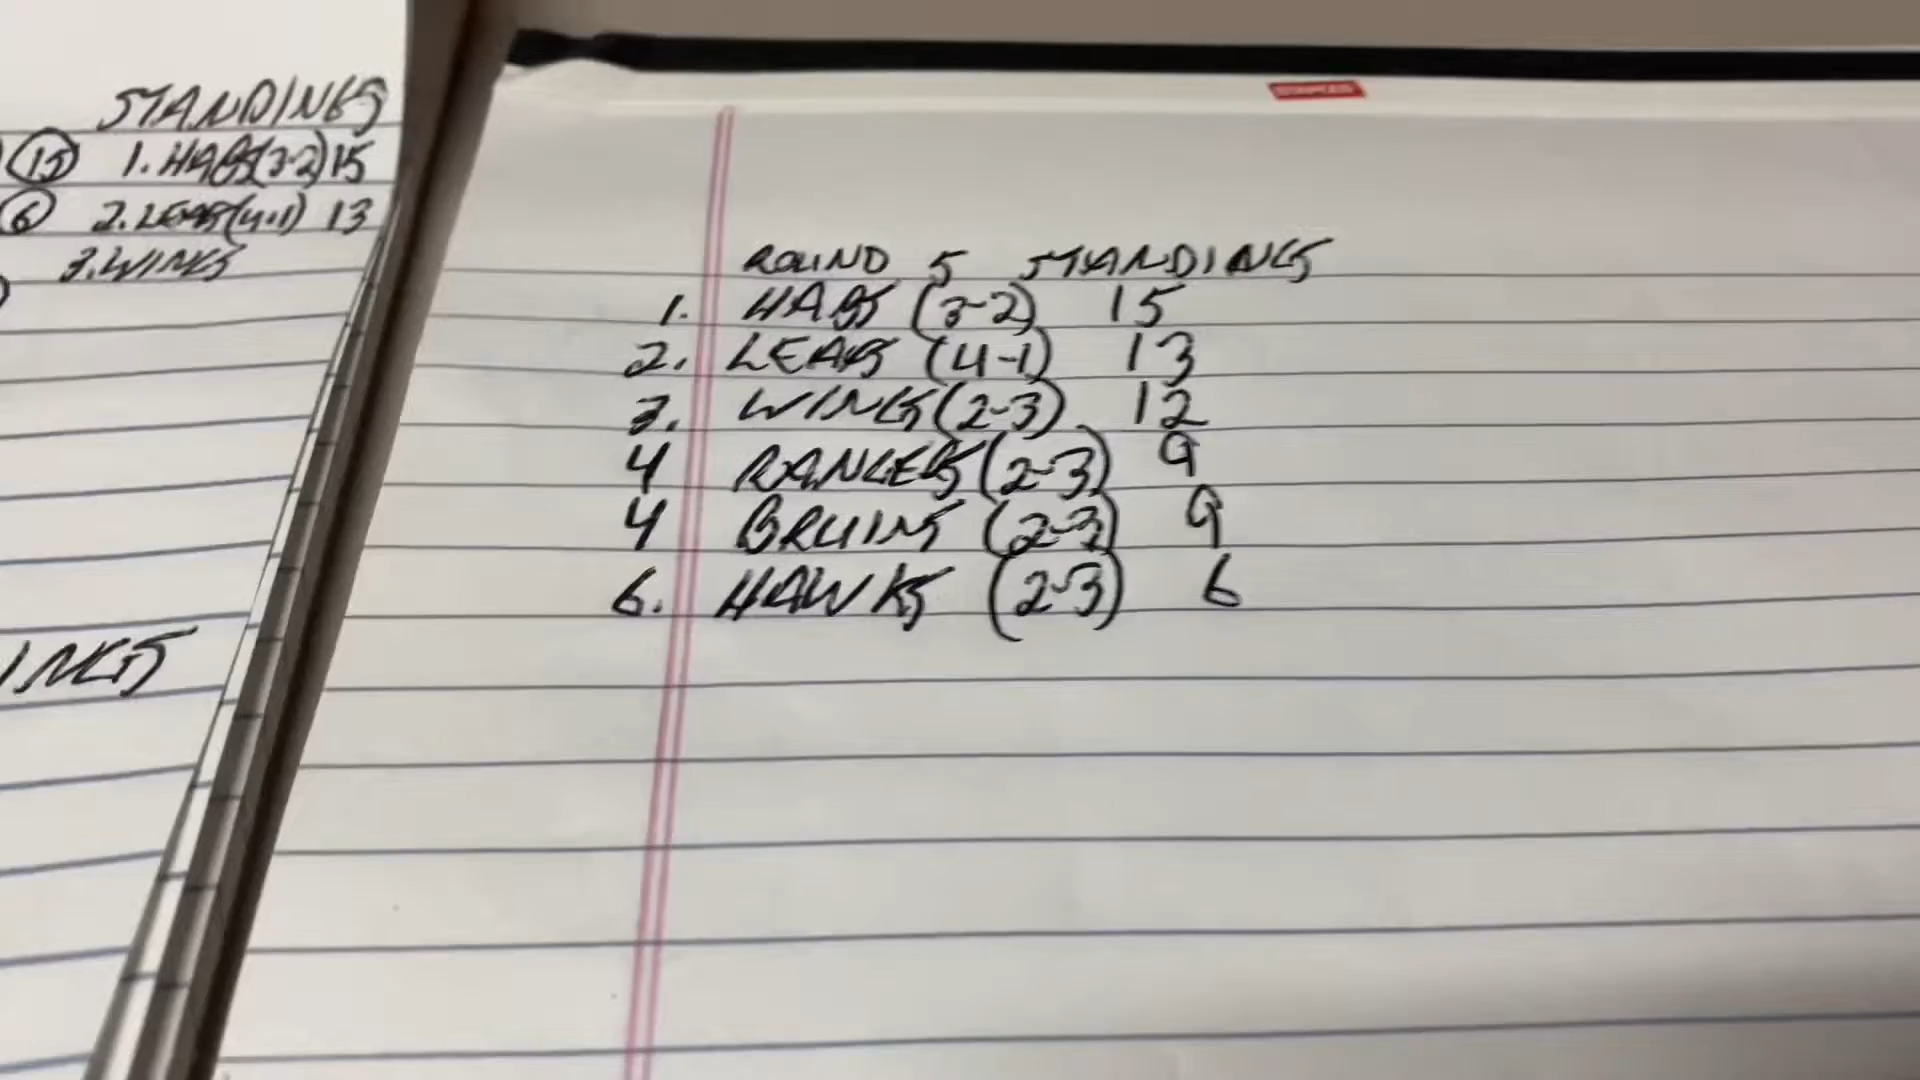 STANDINGS
15 1. HABS (3-2) 15
6 2. LEAFS (4-1) 13
3. WINGS
INGS
STAPLES
ROUND 5 STANDINGS
1. HABS (3-2) 15
2. LEAFS (4-1) 13
3. WINGS (2-3) 12
4 RANGERS (2-3) 9
4 BRUINS (2-3) 9
6. HAWKS (2-3) 6